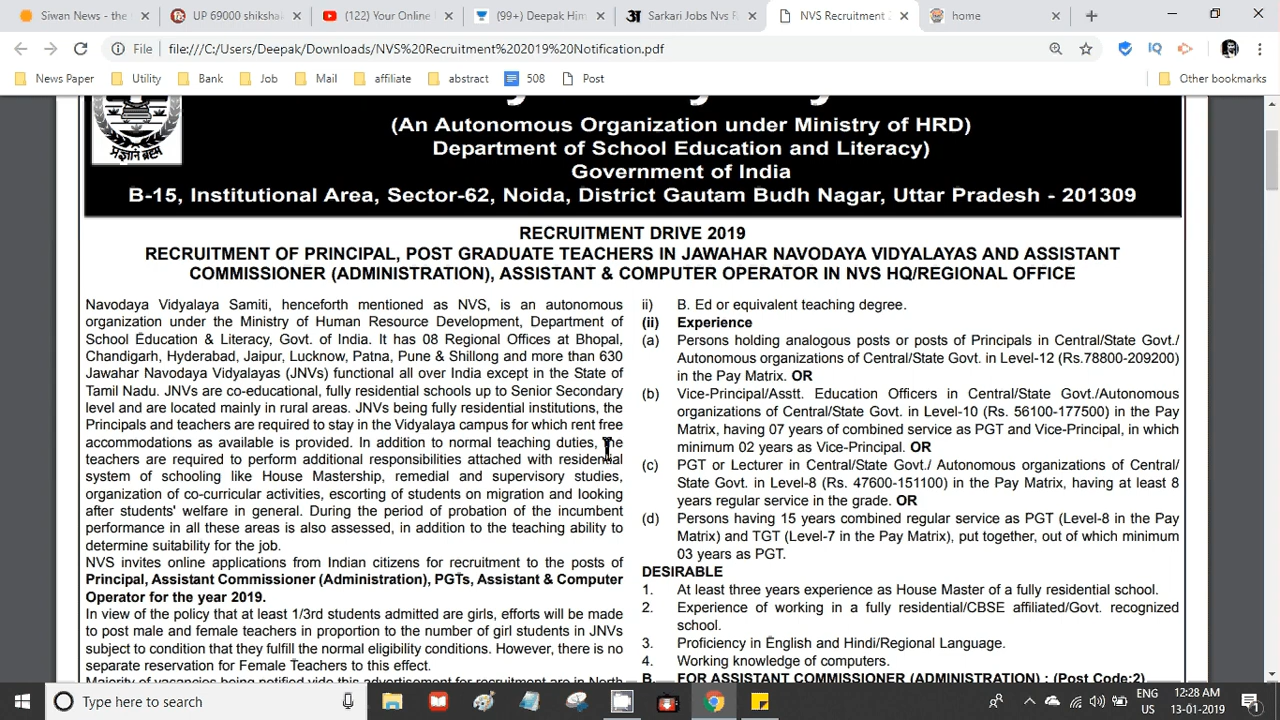 Siwan News - the
UP 69000 shikshal
(122) Your Online
(99+) Deepak Him
Sarkari Jobs Nvs R
NVS Recruitment 2
home
File
file:///C:/Users/Deepak/Downloads/NVS%20Recruitment%202019%20Notification.pdf
News Paper
Utility
Bank
Job
Mail
affiliate
abstract
508
Post
Other bookmarks
प्रज्ञानं ब्रह्म
(An Autonomous Organization under Ministry of HRD)
Department of School Education and Literacy)
Government of India
B-15, Institutional Area, Sector-62, Noida, District Gautam Budh Nagar, Uttar Pradesh - 201309
RECRUITMENT DRIVE 2019
RECRUITMENT OF PRINCIPAL, POST GRADUATE TEACHERS IN JAWAHAR NAVODAYA VIDYALAYAS AND ASSISTANT
COMMISSIONER (ADMINISTRATION), ASSISTANT & COMPUTER OPERATOR IN NVS HQ/REGIONAL OFFICE
Navodaya Vidyalaya Samiti, henceforth mentioned as NVS, is an autonomous
organization under the Ministry of Human Resource Development, Department of
School Education & Literacy, Govt. of India. It has 08 Regional Offices at Bhopal,
Chandigarh, Hyderabad, Jaipur, Lucknow, Patna, Pune & Shillong and more than 630
Jawahar Navodaya Vidyalayas (JNVs) functional all over India except in the State of
Tamil Nadu. JNVs are co-educational, fully residential schools up to Senior Secondary
level and are located mainly in rural areas. JNVs being fully residential institutions, the
Principals and teachers are required to stay in the Vidyalaya campus for which rent free
accommodations as available is provided. In addition to normal teaching duties, the
teachers are required to perform additional responsibilities attached with residential
system of schooling like House Mastership, remedial and supervisory studies,
organization of co-curricular activities, escorting of students on migration and looking
after students' welfare in general. During the period of probation of the incumbent
performance in all these areas is also assessed, in addition to the teaching ability to
determine suitability for the job.
NVS invites online applications from Indian citizens for recruitment to the posts of
Principal, Assistant Commissioner (Administration), PGTs, Assistant & Computer
Operator for the year 2019.
In view of the policy that at least 1/3rd students admitted are girls, efforts will be made
to post male and female teachers in proportion to the number of girl students in JNVs
subject to condition that they fulfill the normal eligibility conditions. However, there is no
separate reservation for Female Teachers to this effect.
Majority of vacancies being notified vide this advertisement for recruitment are in North
ii) B. Ed or equivalent teaching degree.
(ii) Experience
(a) Persons holding analogous posts or posts of Principals in Central/State Govt./
Autonomous organizations of Central/State Govt. in Level-12 (Rs.78800-209200)
in the Pay Matrix. OR
(b) Vice-Principal/Asstt. Education Officers in Central/State Govt./Autonomous
organizations of Central/State Govt. in Level-10 (Rs. 56100-177500) in the Pay
Matrix, having 07 years of combined service as PGT and Vice-Principal, in which
minimum 02 years as Vice-Principal. OR
(c) PGT or Lecturer in Central/State Govt./ Autonomous organizations of Central/
State Govt. in Level-8 (Rs. 47600-151100) in the Pay Matrix, having at least 8
years regular service in the grade. OR
(d) Persons having 15 years combined regular service as PGT (Level-8 in the Pay
Matrix) and TGT (Level-7 in the Pay Matrix), put together, out of which minimum
03 years as PGT.
DESIRABLE
1. At least three years experience as House Master of a fully residential school.
2. Experience of working in a fully residential/CBSE affiliated/Govt. recognized
school.
3. Proficiency in English and Hindi/Regional Language.
4. Working knowledge of computers.
B. FOR ASSISTANT COMMISSIONER (ADMINISTRATION) : (Post Code:2)
Type here to search
ENG
IN
12:28 AM
13-01-2019